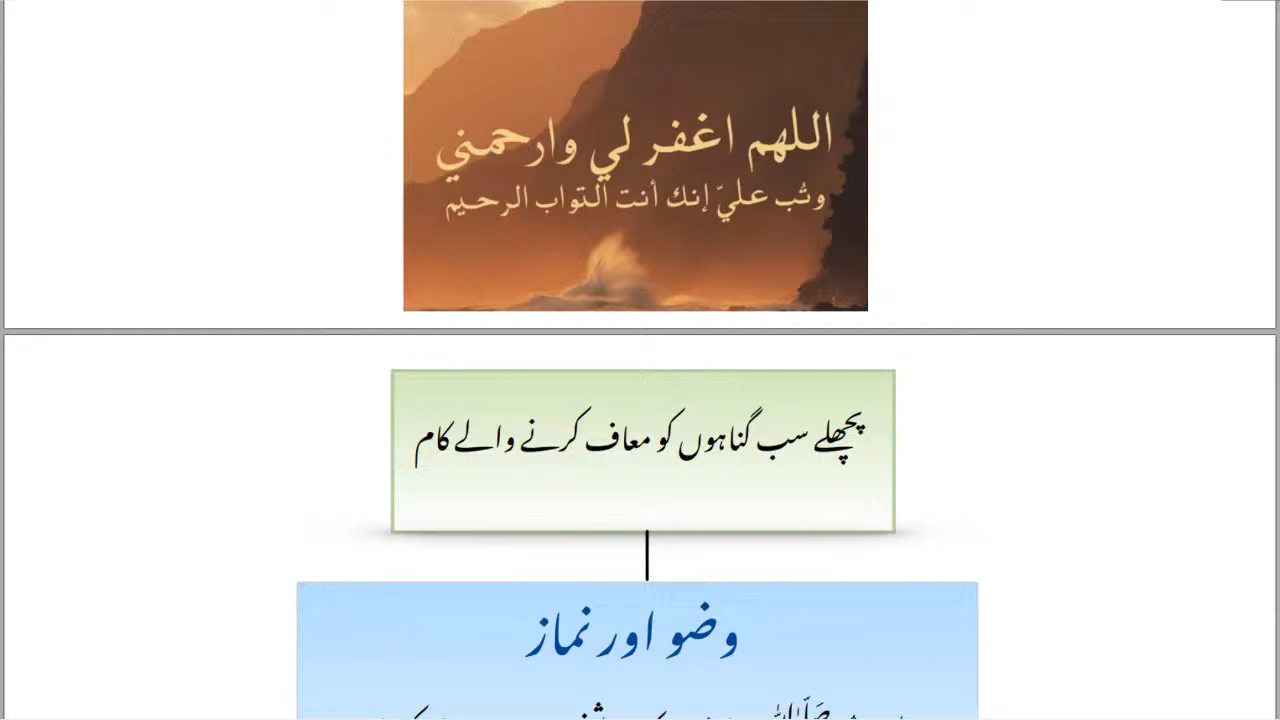 اللهم اغفر لي وارحمني
وتُب عليّ إنك أنت التواب الرحيم
پچھلے سب گناہوں کو معاف کرنے والے کام
وضو اور نماز